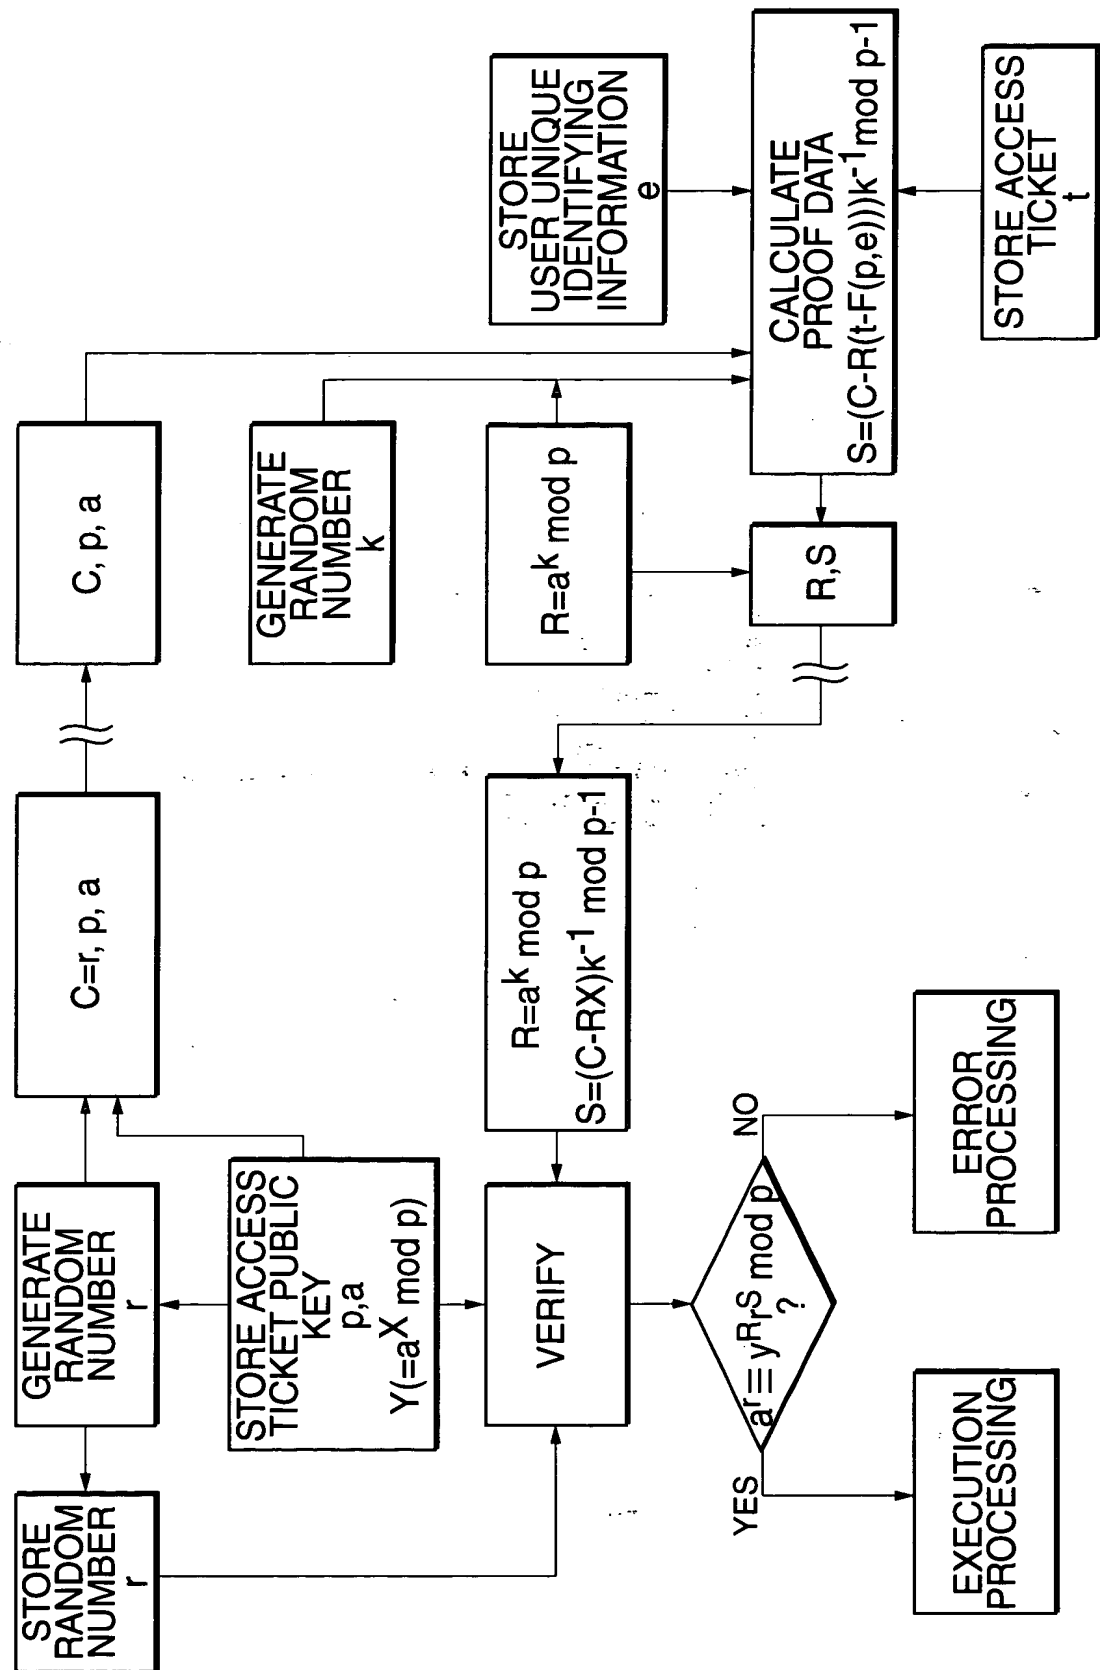 STORE
RANDOM
NUMBER
r
GENERATE
RANDOM
NUMBER
r
C=r, p, a
C, p, a
STORE ACCESS
TICKET PUBLIC
KEY
p,a
Y(=a^X mod p)
GENERATE
RANDOM
NUMBER
k
VERIFY
R=a^k mod p
S=(C-RX)k^-1 mod p-1
R=a^k mod p
STORE
USER UNIQUE
IDENTIFYING
INFORMATION
e
a^r≡ y^R r^S mod p
?
YES
NO
R,S
CALCULATE
PROOF DATA
S=(C-R(t-F(p,e)))k^-1 mod p-1
EXECUTION
PROCESSING
ERROR
PROCESSING
STORE ACCESS
TICKET
t